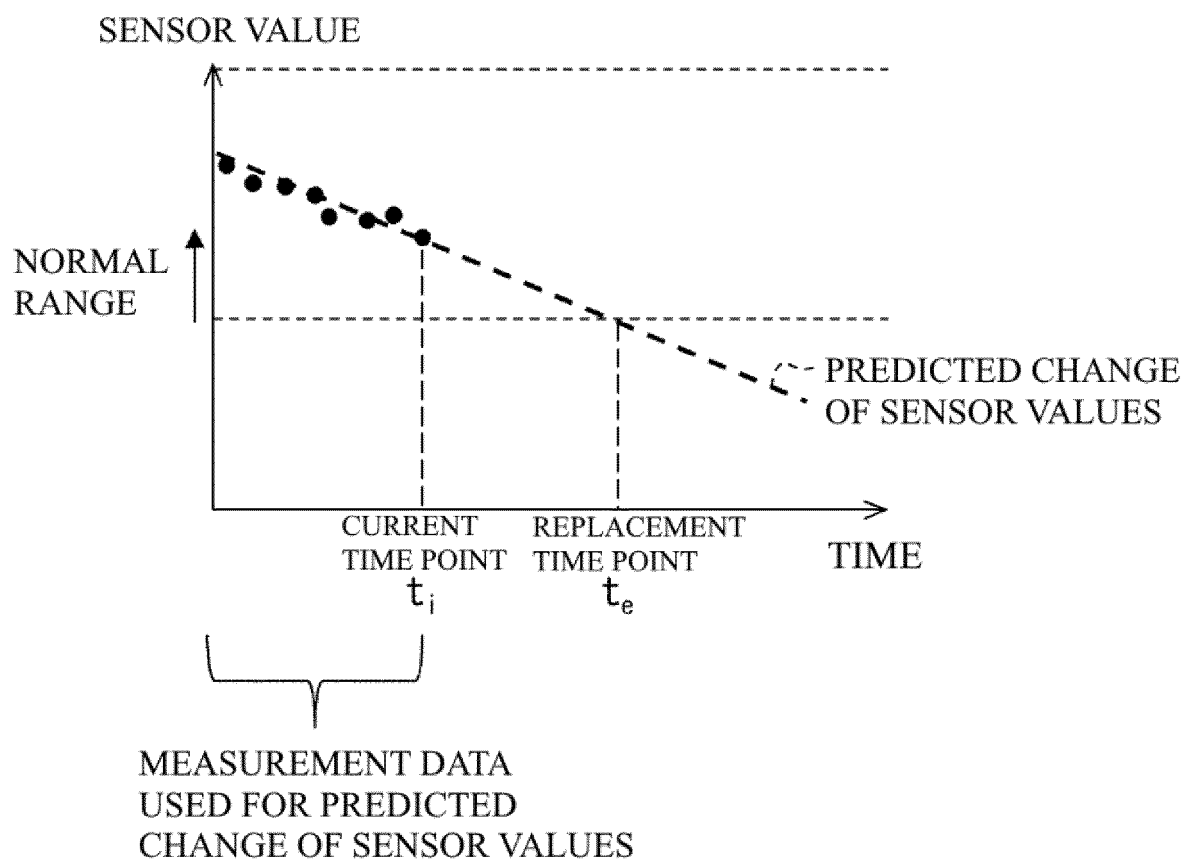 SENSOR VALUE
NORMAL
RANGE
PREDICTED CHANGE
OF SENSOR VALUES
CURRENT
TIME POINT
ti
REPLACEMENT
TIME POINT
te
TIME
MEASUREMENT DATA
USED FOR PREDICTED
CHANGE OF SENSOR VALUES